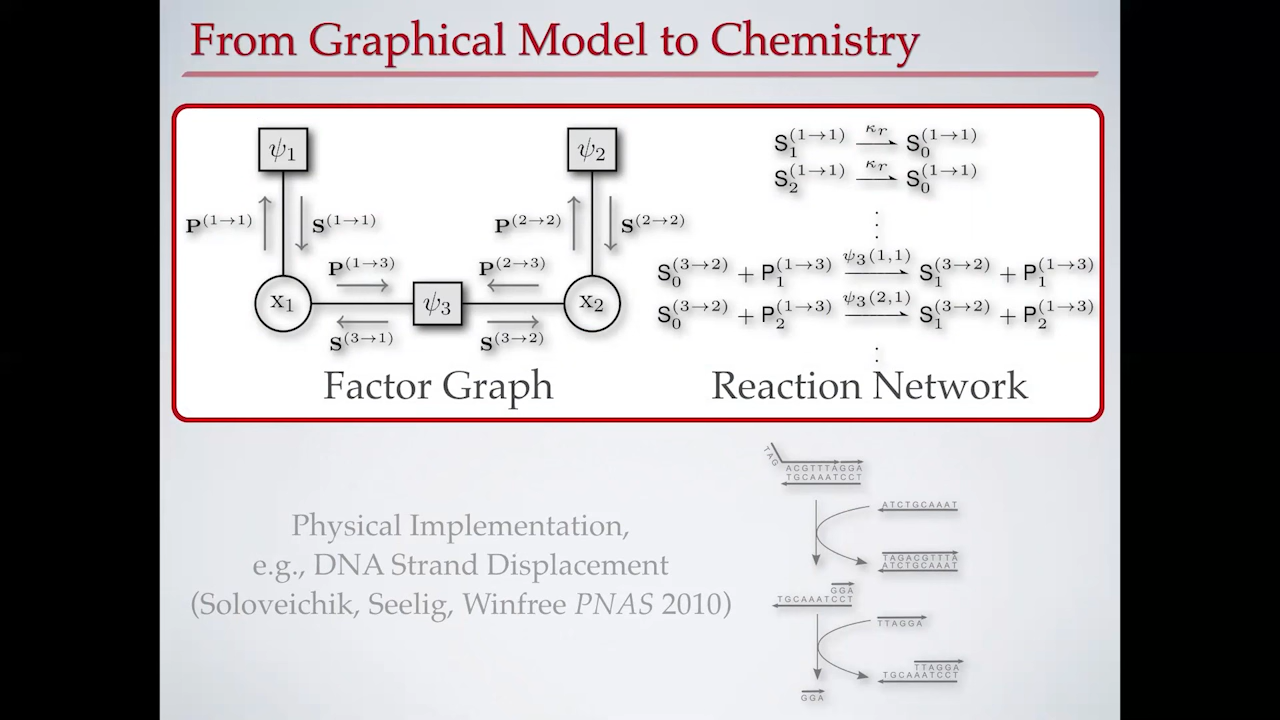 From Graphical Model to Chemistry
ψ₁ ψ₂
P^(1→1) S^(1→1) P^(2→2) S^(2→2)
P^(1→3) P^(2→3)
x₁ ψ₃ x₂
S^(3→1) S^(3→2)
Factor Graph
S₁^(1→1) κᵣ→ S₀^(1→1)
S₂^(1→1) κᵣ→ S₀^(1→1)
⋮
S₀^(3→2) + P₁^(1→3) ψ₃(1,1)→ S₁^(3→2) + P₁^(1→3)
S₀^(3→2) + P₂^(1→3) ψ₃(2,1)→ S₁^(3→2) + P₂^(1→3)
⋮
Reaction Network
Physical Implementation,
e.g., DNA Strand Displacement
(Soloveichik, Seelig, Winfree PNAS 2010)
TAG
ACGTTTAGGA
TGCAAATCCT
ATCTGCAAAT
TAGACGTTTA
ATCTGCAAAT
GGA
TGCAAATCCT
TTAGGA
TTAGGA
TGCAAATCCT
GGA